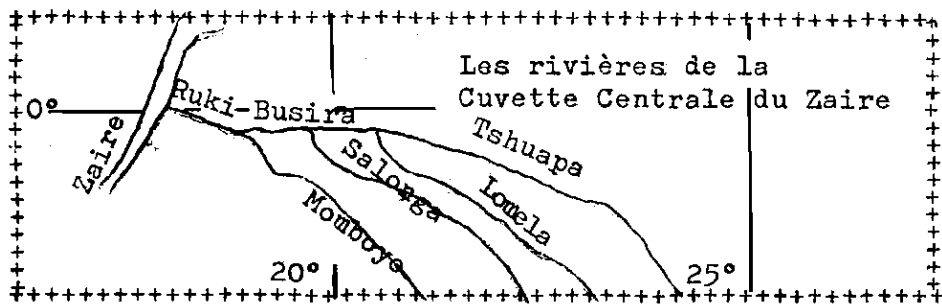 Les rivières de la
Cuvette Centrale du Zaire
0°
Ruki-Busira
Zaire
Tshuapa
Salonga
Lomela
Momboyo
20°
25°